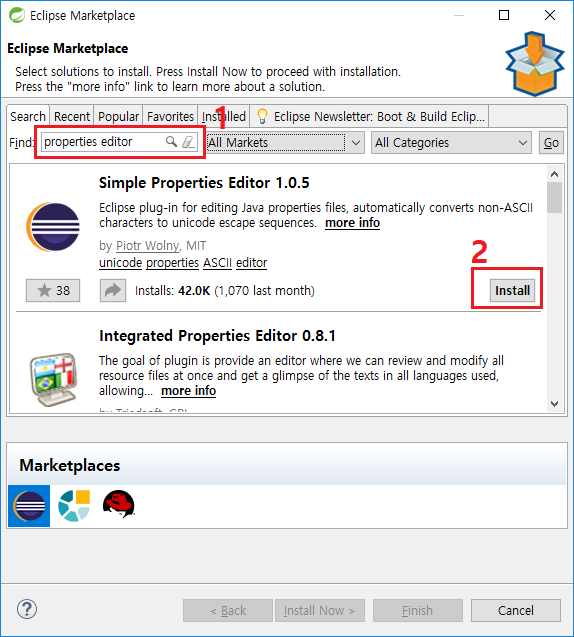 Eclipse Marketplace
Eclipse Marketplace
Select solutions to install. Press Install Now to proceed with installation.
Press the "more info" link to learn more about a solution.
Search Recent Popular Favorites Installed Eclipse Newsletter: Boot & Build Eclip...
1
Find: properties editor All Markets All Categories Go
Simple Properties Editor 1.0.5
Eclipse plug-in for editing Java properties files, automatically converts non-ASCII
characters to unicode escape sequences. more info
by Piotr Wolny, MIT
unicode properties ASCII editor
2
38 Installs: 42.0K (1,070 last month) Install
Integrated Properties Editor 0.8.1
The goal of plugin is provide an editor where we can review and modify all
resource files at once and get a glimpse of the texts in all languages used,
allowing... more info
Marketplaces
? < Back Install Now > Finish Cancel